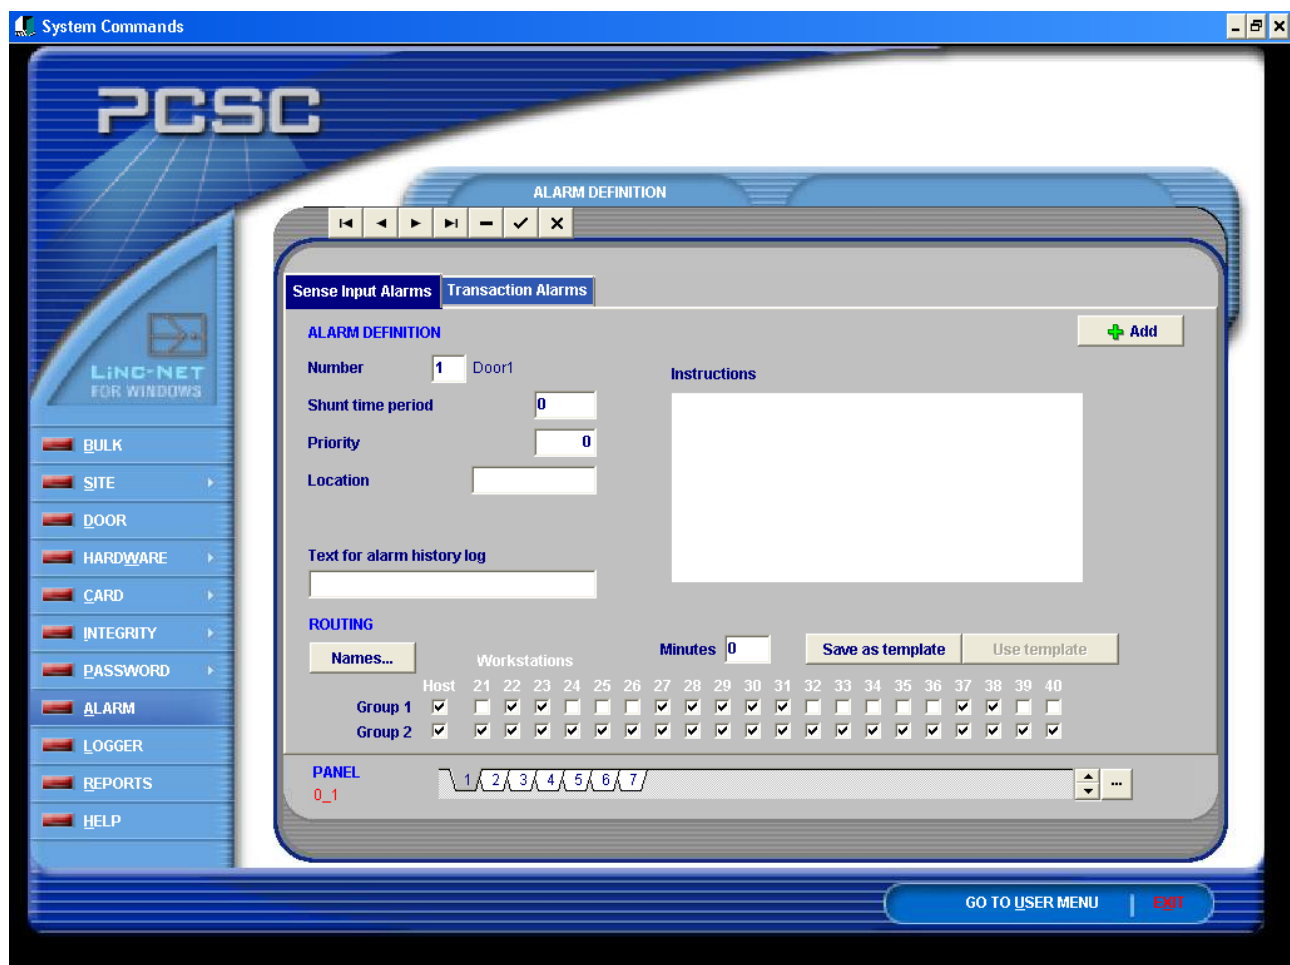 System Commands
PCSC
ALARM DEFINITION
Sense Input Alarms Transaction Alarms
ALARM DEFINITION
Add
Number 1 Door1
Instructions
Shunt time period 0
Priority 0
Location
Text for alarm history log
ROUTING
Names...
Workstations
Minutes 0
Save as template Use template
Host 21 22 23 24 25 26 27 28 29 30 31 32 33 34 35 36 37 38 39 40
Group 1
Group 2
PANEL
0_1
1 2 3 4 5 6 7
...
LiNC-NET
FOR WINDOWS
BULK
SITE
DOOR
HARDWARE
CARD
INTEGRITY
PASSWORD
ALARM
LOGGER
REPORTS
HELP
GO TO USER MENU | EXIT